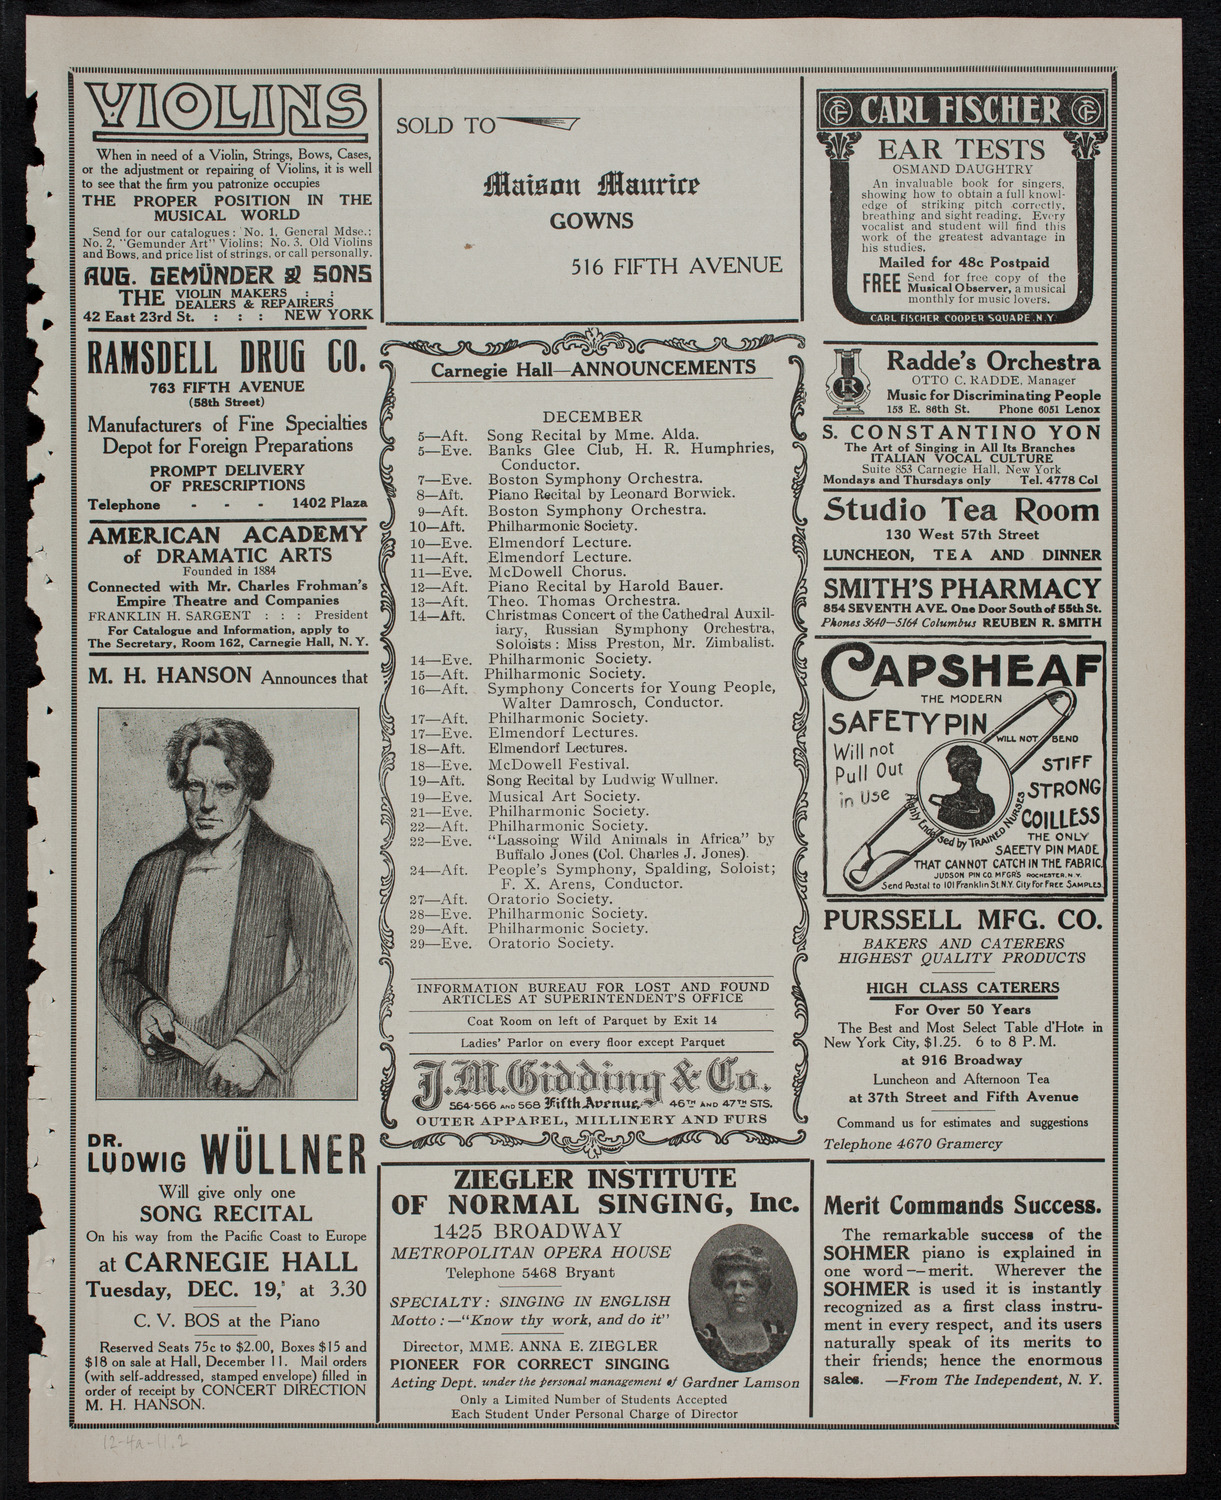 VIOLINS
When in need of a Violin, Strings, Bows, Cases,
or the adjustment or repairing of Violins, it is well
to see that the firm you patronize occupies
THE PROPER POSITION IN THE
MUSICAL WORLD
Send for our catalogues: No. 1, General Mdse.;
No. 2, "Gemunder Art" Violins; No. 3, Old Violins
and Bows, and price list of strings, or call personally.
AUG. GEMÜNDER & SONS
THE VIOLIN MAKERS : :
DEALERS & REPAIRERS
42 East 23rd St. : : : NEW YORK
RAMSDELL DRUG CO.
763 FIFTH AVENUE
(58th Street)
Manufacturers of Fine Specialties
Depot for Foreign Preparations
PROMPT DELIVERY
OF PRESCRIPTIONS
Telephone - - - 1402 Plaza
AMERICAN ACADEMY
of DRAMATIC ARTS
Founded in 1884
Connected with Mr. Charles Frohman's
Empire Theatre and Companies
FRANKLIN H. SARGENT : : : President
For Catalogue and Information, apply to
The Secretary, Room 162, Carnegie Hall, N. Y.
M. H. HANSON Announces that
DR.
LUDWIG WÜLLNER
Will give only one
SONG RECITAL
On his way from the Pacific Coast to Europe
at CARNEGIE HALL
Tuesday, DEC. 19, at 3.30
C. V. BOS at the Piano
Reserved Seats 75c to $2.00, Boxes $15 and
$18 on sale at Hall, December 11. Mail orders
(with self-addressed, stamped envelope) filled in
order of receipt by CONCERT DIRECTION
M. H. HANSON.
SOLD TO
Maison Maurice
GOWNS
516 FIFTH AVENUE
Carnegie Hall—ANNOUNCEMENTS
DECEMBER
5—Aft. Song Recital by Mme. Alda.
5—Eve. Banks Glee Club, H. R. Humphries,
Conductor.
7—Eve. Boston Symphony Orchestra.
8—Aft. Piano Recital by Leonard Borwick.
9—Aft. Boston Symphony Orchestra.
10—Aft. Philharmonic Society.
10—Eve. Elmendorf Lecture.
11—Aft. Elmendorf Lecture.
11—Eve. McDowell Chorus.
12—Aft. Piano Recital by Harold Bauer.
13—Aft. Theo. Thomas Orchestra.
14—Aft. Christmas Concert of the Cathedral Auxil-
iary, Russian Symphony Orchestra,
Soloists: Miss Preston, Mr. Zimbalist.
14—Eve. Philharmonic Society.
15—Aft. Philharmonic Society.
16—Aft. Symphony Concerts for Young People,
Walter Damrosch, Conductor.
17—Aft. Philharmonic Society.
17—Eve. Elmendorf Lectures.
18—Aft. Elmendorf Lectures.
18—Eve. McDowell Festival.
19—Aft. Song Recital by Ludwig Wullner.
19—Eve. Musical Art Society.
21—Eve. Philharmonic Society.
22—Aft. Philharmonic Society.
22—Eve. "Lassoing Wild Animals in Africa" by
Buffalo Jones (Col. Charles J. Jones).
24—Aft. People's Symphony, Spalding, Soloist;
F. X. Arens, Conductor.
27—Aft. Oratorio Society.
28—Eve. Philharmonic Society.
29—Aft. Philharmonic Society.
29—Eve. Oratorio Society.
INFORMATION BUREAU FOR LOST AND FOUND
ARTICLES AT SUPERINTENDENT'S OFFICE
Coat Room on left of Parquet by Exit 14
Ladies' Parlor on every floor except Parquet
J.M.Gidding & Co.
564-566 AND 568 Fifth Avenue, 46TH AND 47TH STS.
OUTER APPAREL, MILLINERY AND FURS
ZIEGLER INSTITUTE
OF NORMAL SINGING, Inc.
1425 BROADWAY
METROPOLITAN OPERA HOUSE
Telephone 5468 Bryant
SPECIALTY: SINGING IN ENGLISH
Motto:—"Know thy work, and do it"
Director, MME. ANNA E. ZIEGLER
PIONEER FOR CORRECT SINGING
Acting Dept. under the personal management of Gardner Lamson
Only a Limited Number of Students Accepted
Each Student Under Personal Charge of Director
CF CARL FISCHER CF
EAR TESTS
OSMAND DAUGHTRY
An invaluable book for singers,
showing how to obtain a full knowl-
edge of striking pitch correctly,
breathing and sight reading. Every
vocalist and student will find this
work of the greatest advantage in
his studies.
Mailed for 48c Postpaid
FREE Send for free copy of the
Musical Observer, a musical
monthly for music lovers.
CARL FISCHER COOPER SQUARE, N.Y.
R
Radde's Orchestra
OTTO C. RADDE, Manager
Music for Discriminating People
153 E. 86th St. Phone 6051 Lenox
S. CONSTANTINO YON
The Art of Singing in All Its Branches
ITALIAN VOCAL CULTURE
Suite 853 Carnegie Hall, New York
Mondays and Thursdays only Tel. 4778 Col
Studio Tea Room
130 West 57th Street
LUNCHEON, TEA AND DINNER
SMITH'S PHARMACY
854 SEVENTH AVE. One Door South of 55th St.
Phones 3640—5164 Columbus REUBEN R. SMITH
CAPSHEAF
THE MODERN
SAFETY PIN
WILL NOT BEND
Will not
Pull Out
in Use
STIFF
STRONG
COILLESS
Highly Endorsed by TRAINED NURSES
THE ONLY
SAFETY PIN MADE
THAT CANNOT CATCH IN THE FABRIC.
JUDSON PIN CO. MFGR'S ROCHESTER, N.Y.
Send Postal to 101 Franklin St. N.Y. City For FREE SAMPLES.
PURSSELL MFG. CO.
BAKERS AND CATERERS
HIGHEST QUALITY PRODUCTS
HIGH CLASS CATERERS
For Over 50 Years
The Best and Most Select Table d'Hote in
New York City, $1.25. 6 to 8 P. M.
at 916 Broadway
Luncheon and Afternoon Tea
at 37th Street and Fifth Avenue
Command us for estimates and suggestions
Telephone 4670 Gramercy
Merit Commands Success.
The remarkable success of the
SOHMER piano is explained in
one word—merit. Wherever the
SOHMER is used it is instantly
recognized as a first class instru-
ment in every respect, and its users
naturally speak of its merits to
their friends; hence the enormous
sales. —From The Independent, N. Y.
12-4a-11.2